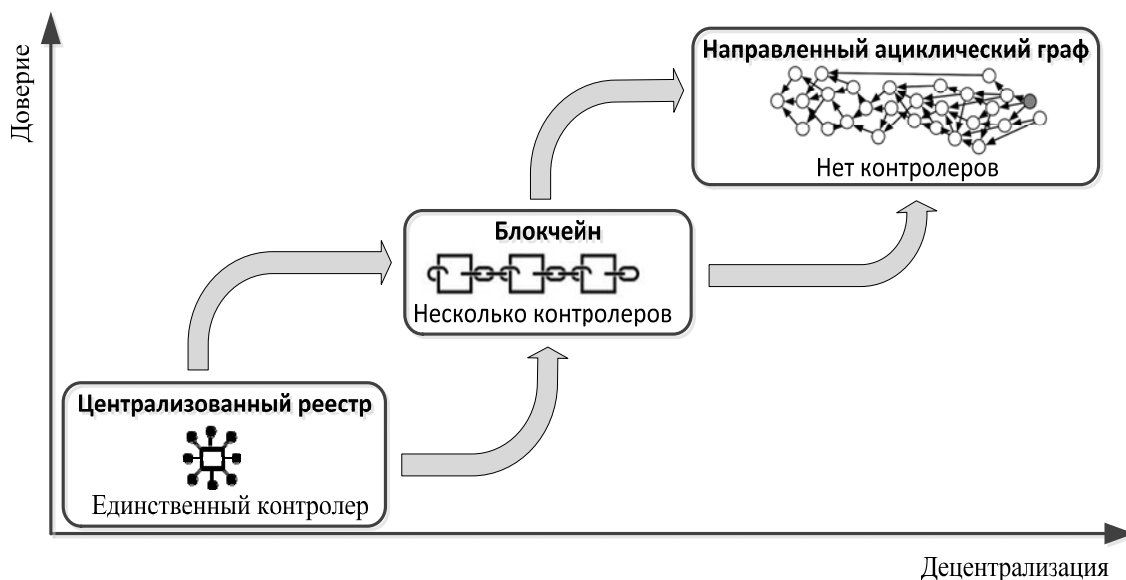 Доверие
Направленный ациклический граф
Нет контролеров
Блокчейн
Несколько контролеров
Централизованный реестр
Единственный контролер
Децентрализация